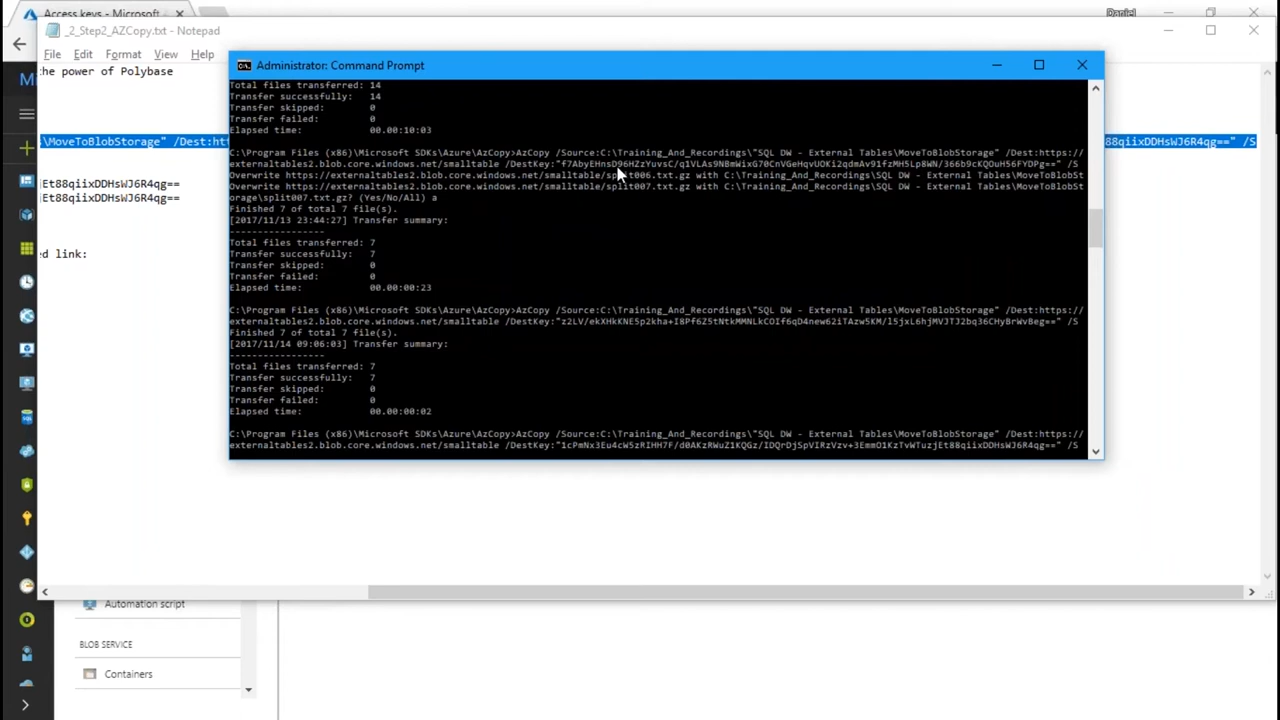 Access keys - Microsoft
Daniel
_2_Step2_AZCopy.txt - Notepad
File Edit Format View Help
the power of Polybase
\MoveToBlobStorage" /Dest:htt
88qiixDDHsWJ6R4qg==" /S
Et88qiixDDHsWJ6R4qg==
Et88qiixDDHsWJ6R4qg==
ed link:
Administrator: Command Prompt
Total files transferred: 14
Transfer successfully: 14
Transfer skipped: 0
Transfer failed: 0
Elapsed time: 00.00:10:03
C:\Program Files (x86)\Microsoft SDKs\Azure\AzCopy>AzCopy /Source:C:\Training_And_Recordings\"SQL DW - External Tables\MoveToBlobStorage" /Dest:https://
externaltables2.blob.core.windows.net/smalltable /DestKey: /S
Overwrite https://externaltables2.blob.core.windows.net/smalltable/split006.txt.gz with C:\Training_And_Recordings\"SQL DW - External Tables\MoveToBlobSt
Overwrite https://externaltables2.blob.core.windows.net/smalltable/split007.txt.gz with C:\Training_And_Recordings\"SQL DW - External Tables\MoveToBlobSt
orage\split007.txt.gz? (Yes/No/All) a
Finished 7 of total 7 file(s).
[2017/11/13 23:44:27] Transfer summary:
-----------------
Total files transferred: 7
Transfer successfully: 7
Transfer skipped: 0
Transfer failed: 0
Elapsed time: 00.00:00:23
C:\Program Files (x86)\Microsoft SDKs\Azure\AzCopy>AzCopy /Source:C:\Training_And_Recordings\"SQL DW - External Tables\MoveToBlobStorage" /Dest:https://
externaltables2.blob.core.windows.net/smalltable /DestKey: /S
Finished 7 of total 7 file(s).
[2017/11/14 09:06:03] Transfer summary:
-----------------
Total files transferred: 7
Transfer successfully: 7
Transfer skipped: 0
Transfer failed: 0
Elapsed time: 00.00:00:02
C:\Program Files (x86)\Microsoft SDKs\Azure\AzCopy>AzCopy /Source:C:\Training_And_Recordings\"SQL DW - External Tables\MoveToBlobStorage" /Dest:https://
externaltables2.blob.core.windows.net/smalltable /DestKey: /S
Automation script
BLOB SERVICE
Containers